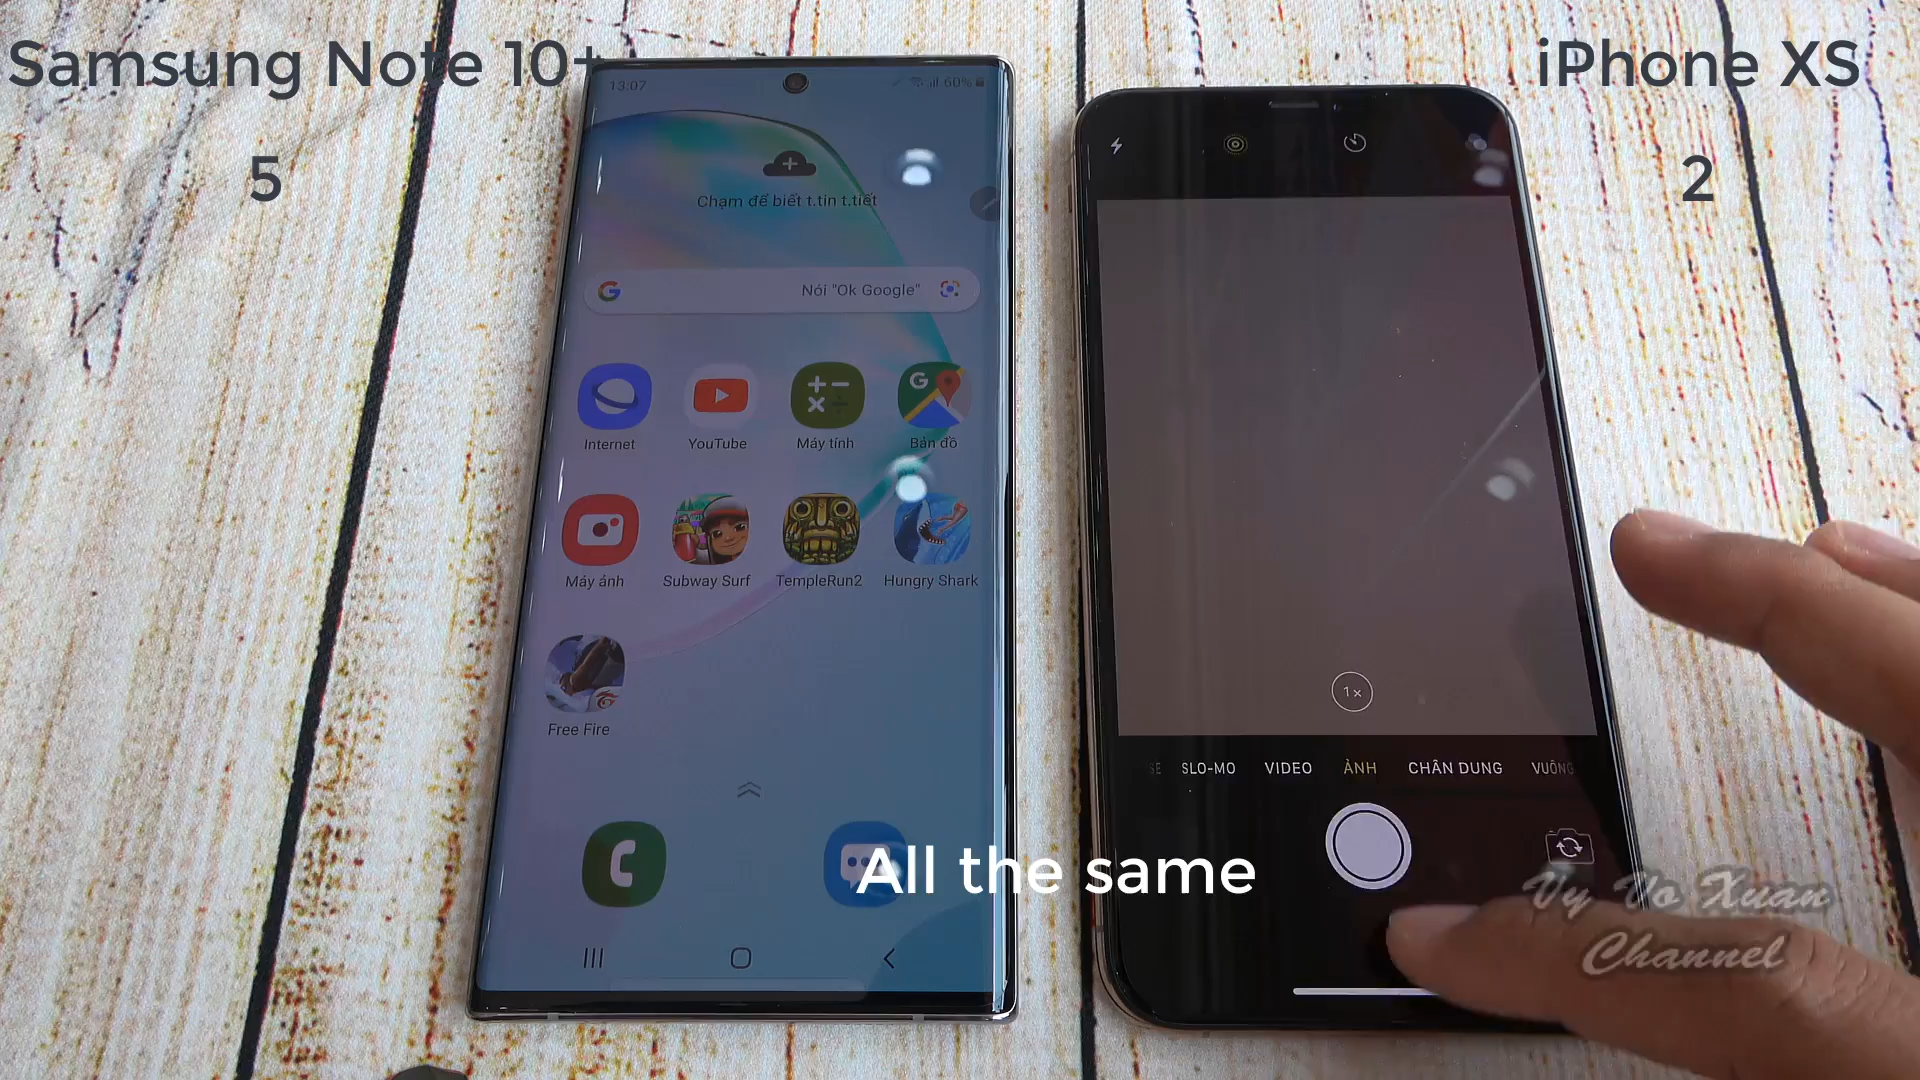 Samsung Note 10+
5
iPhone XS
2
13:07
60%
Chạm để biết t.tin t.tiết
Nói "Ok Google"
Internet
YouTube
Máy tính
Bản đồ
Máy ảnh
Subway Surf
TempleRun2
Hungry Shark
Free Fire
1x
SE SLO-MO VIDEO ẢNH CHÂN DUNG VUÔNG
All the same
Vy Vo Xuan
Channel